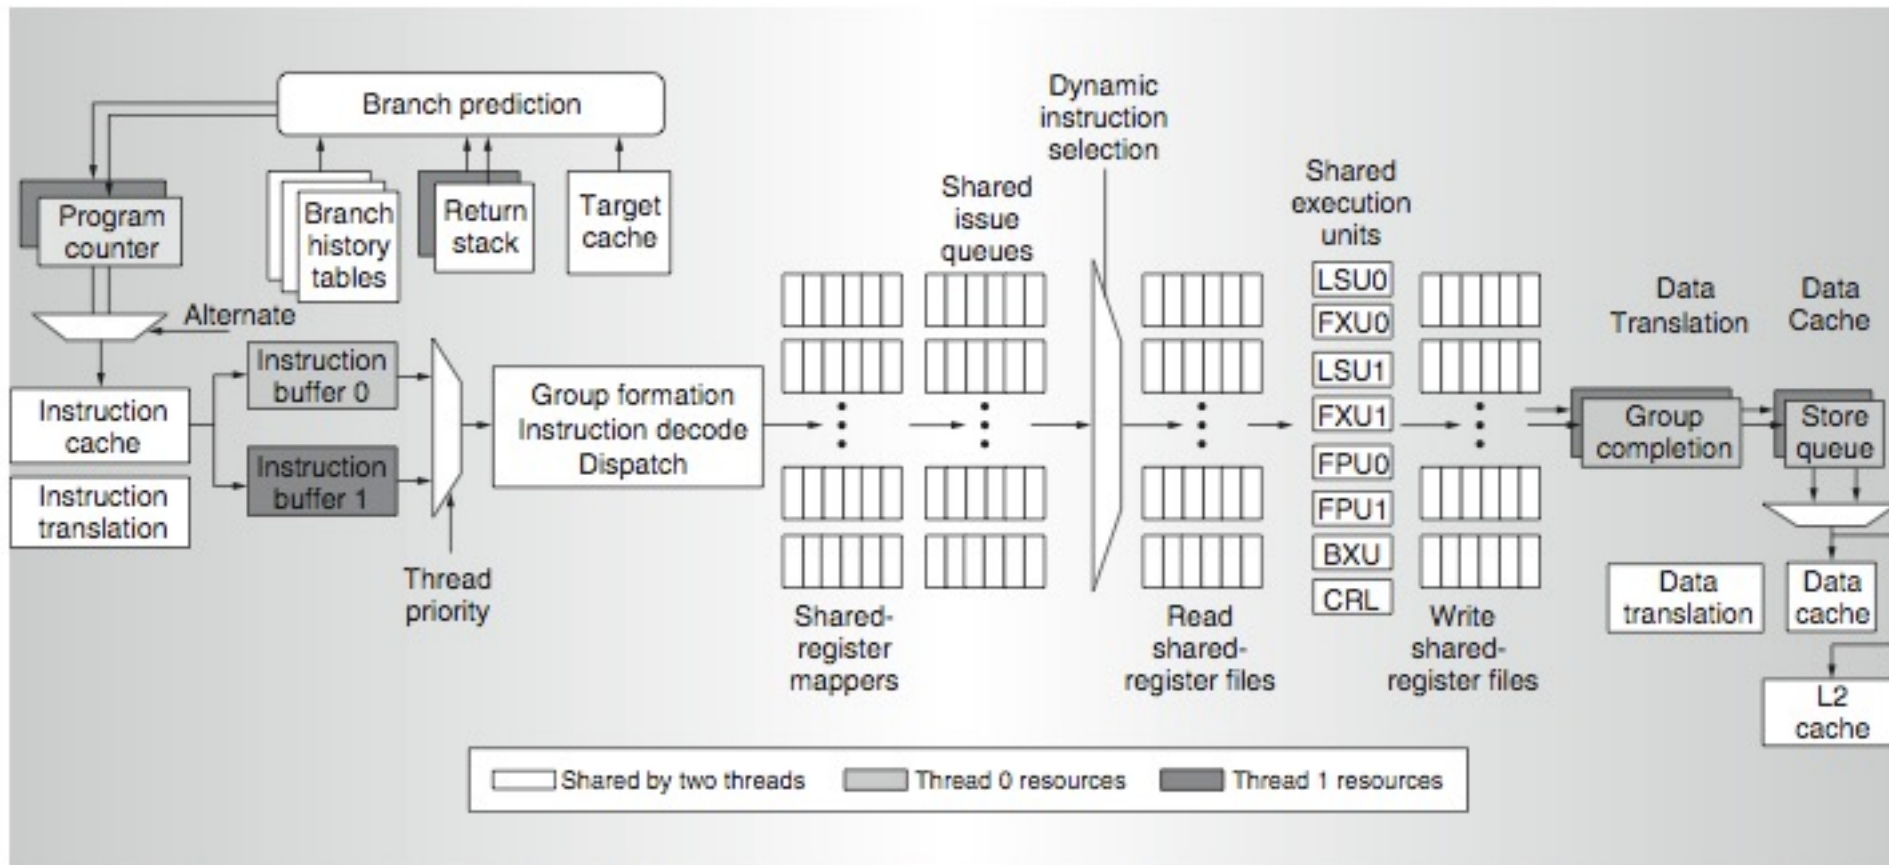 Branch prediction
Program
counter
Branch
history
tables
Return
stack
Target
cache
Alternate
Instruction
cache
Instruction
translation
Instruction
buffer 0
Instruction
buffer 1
Thread
priority
Group formation
Instruction decode
Dispatch
Shared-
register
mappers
Shared
issue
queues
Dynamic
instruction
selection
Read
shared-
register files
Shared
execution
units
LSU0
FXU0
LSU1
FXU1
FPU0
FPU1
BXU
CRL
Write
shared-
register files
Data
Translation
Data
Cache
Group
completion
Store
queue
Data
translation
Data
cache
L2
cache
Shared by two threads
Thread 0 resources
Thread 1 resources